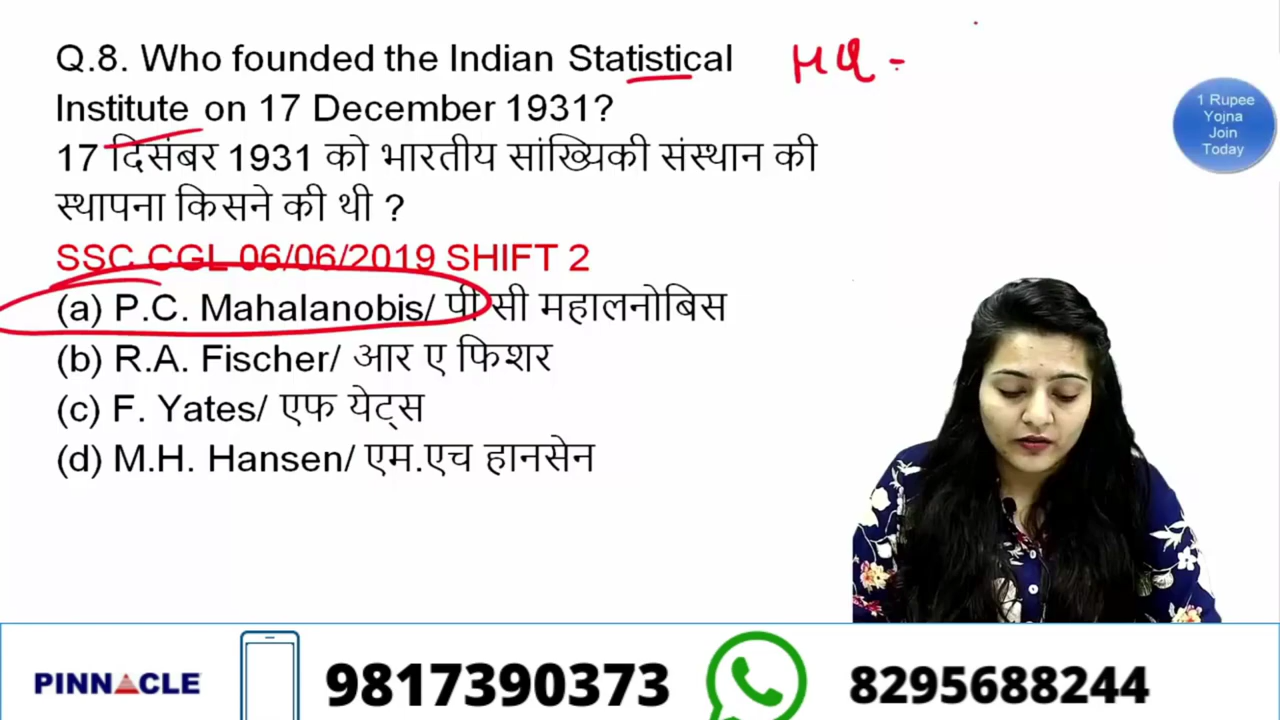 Q.8. Who founded the Indian Statistical
Institute on 17 December 1931?
17 दिसंबर 1931 को भारतीय सांख्यिकी संस्थान की
स्थापना किसने की थी ?
SSC CGL 06/06/2019 SHIFT 2
(a) P.C. Mahalanobis/ पी सी महालनोबिस
(b) R.A. Fischer/ आर ए फिशर
(c) F. Yates/ एफ येट्स
(d) M.H. Hansen/ एम.एच हानसेन
HQ -
1 Rupee
Yojna
Join
Today
PINNACLE
9817390373
8295688244